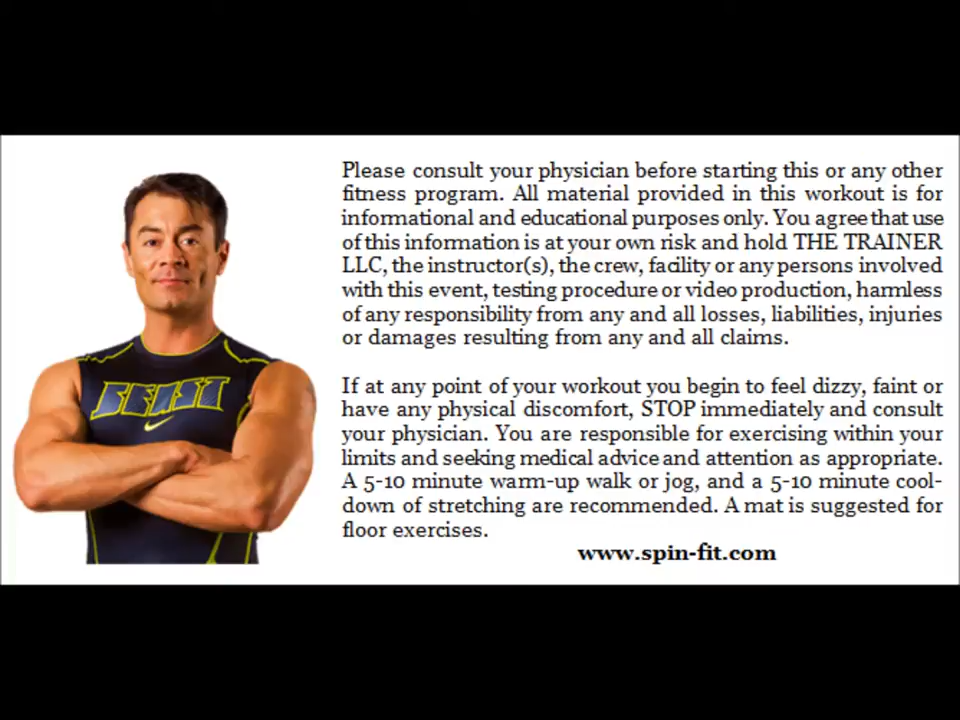 Please consult your physician before starting this or any other
fitness program. All material provided in this workout is for
informational and educational purposes only. You agree that use
of this information is at your own risk and hold THE TRAINER
LLC, the instructor(s), the crew, facility or any persons involved
with this event, testing procedure or video production, harmless
of any responsibility from any and all losses, liabilities, injuries
or damages resulting from any and all claims.
If at any point of your workout you begin to feel dizzy, faint or
have any physical discomfort, STOP immediately and consult
your physician. You are responsible for exercising within your
limits and seeking medical advice and attention as appropriate.
A 5-10 minute warm-up walk or jog, and a 5-10 minute cool-
down of stretching are recommended. A mat is suggested for
floor exercises.
www.spin-fit.com
BEAST